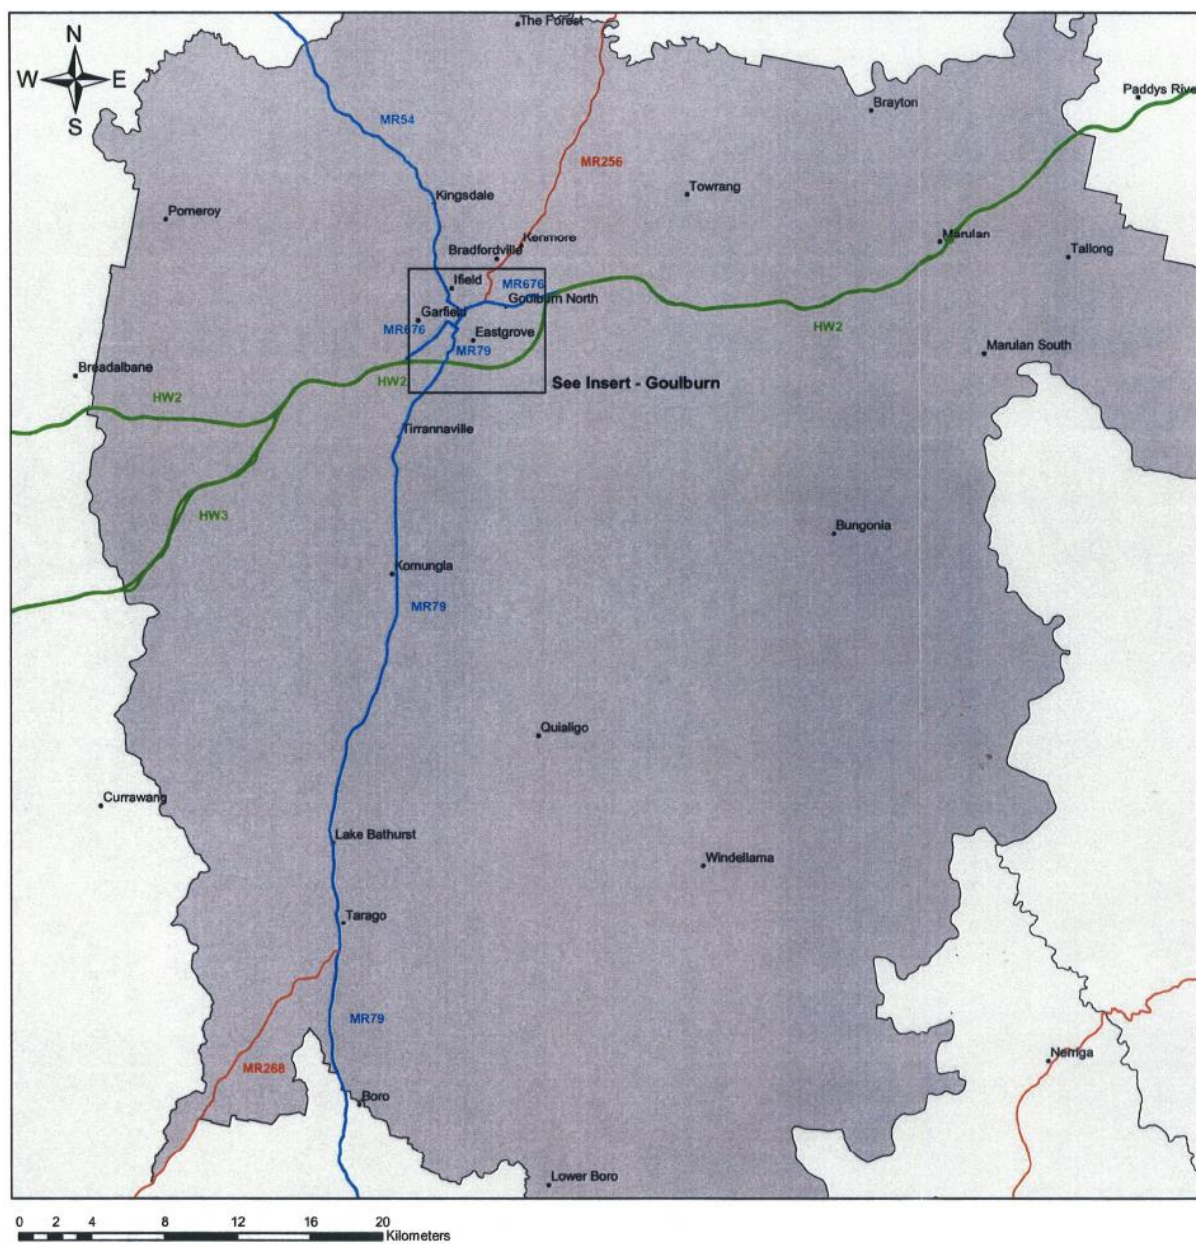 The Forest
N
W E
S
Paddys River
Brayton
MR54
MR256
Towrang
Kingsdale
Pomeroy
Kenmore
Marulan
Bradfordville
Tallong
Ifield
MR676
Goulburn North
Garfield
MR676
Eastgrove
HW2
MR79
Marulan South
Breadalbane
HW2
See Insert - Goulburn
HW2
Tirrannaville
HW3
Bungonia
Komungla
MR79
Quialigo
Currawang
Lake Bathurst
Windellama
Tarago
MR79
Nerriga
MR268
Boro
Lower Boro
0 2 4 8 12 16 20
Kilometers